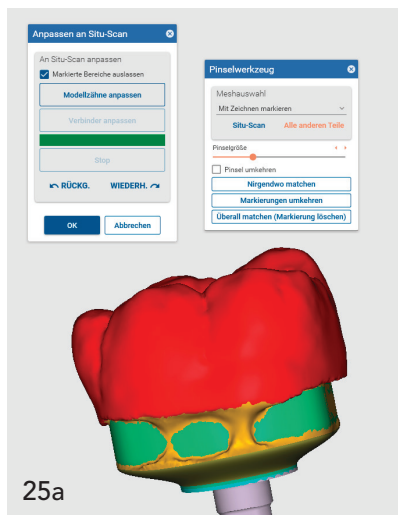 Anpassen an Situ-Scan
An Situ-Scan anpassen
Markierte Bereiche auslassen
Modellzähne anpassen
Verbinder anpassen
Stop
RÜCKG. WIEDERH.
OK Abbrechen
Pinselwerkzeug
Meshauswahl
Mit Zeichnen markieren
Situ-Scan Alle anderen Teile
Pinselgröße
Pinsel umkehren
Nirgendwo matchen
Markierungen umkehren
Überall matchen (Markierung löschen)
25a